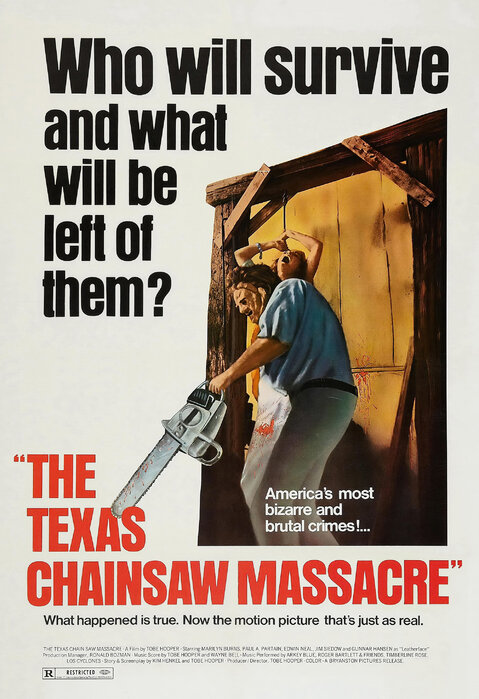 Who will survive
and what
will be
left of
them?
America's most
bizarre and
brutal crimes!...
"THE
TEXAS
CHAINSAW MASSACRE"
What happened is true. Now the motion picture that's just as real.
THE TEXAS CHAIN SAW MASSACRE · A Film by TOBE HOOPER · Starring MARILYN BURNS, PAUL A. PARTAIN, EDWIN NEAL, JIM SIEDOW and GUNNAR HANSEN as "Leatherface"
Production Manager, RONALD BOZMAN · Music Score by TOBE HOOPER and WAYNE BELL · Music Performed by ARKEY BLUE, ROGER BARTLETT & FRIENDS, TIMBERLINE ROSE,
LOS CYCLONES · Story & Screenplay by KIM HENKEL and TOBE HOOPER · Producer/Director, TOBE HOOPER · COLOR · A BRYANSTON PICTURES RELEASE
R RESTRICTED